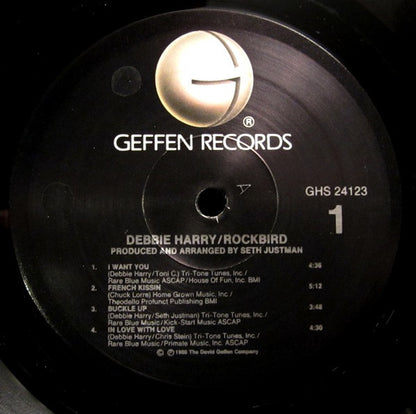 ®
GEFFEN RECORDS
GHS 24123
A
1
DEBBIE HARRY/ROCKBIRD
PRODUCED AND ARRANGED BY SETH JUSTMAN
1. I WANT YOU 4:36
(Debbie Harry/Toni C.) Tri-Tone Tunes, Inc./
Rare Blue Music ASCAP/House Of Fun, Inc. BMI
2. FRENCH KISSIN 5:12
(Chuck Lorre) Home Grown Music, Inc./
Theodello Profunct Publishing BMI
3. BUCKLE UP 3:48
(Debbie Harry/Seth Justman) Tri-Tone Tunes, Inc./
Rare Blue Music/Kick-Start Music ASCAP
4. IN LOVE WITH LOVE 4:30
(Debbie Harry/Chris Stein) Tri-Tone Tunes, Inc./
Rare Blue Music/Primate Music, Inc. ASCAP
© ℗ 1986 The David Geffen Company